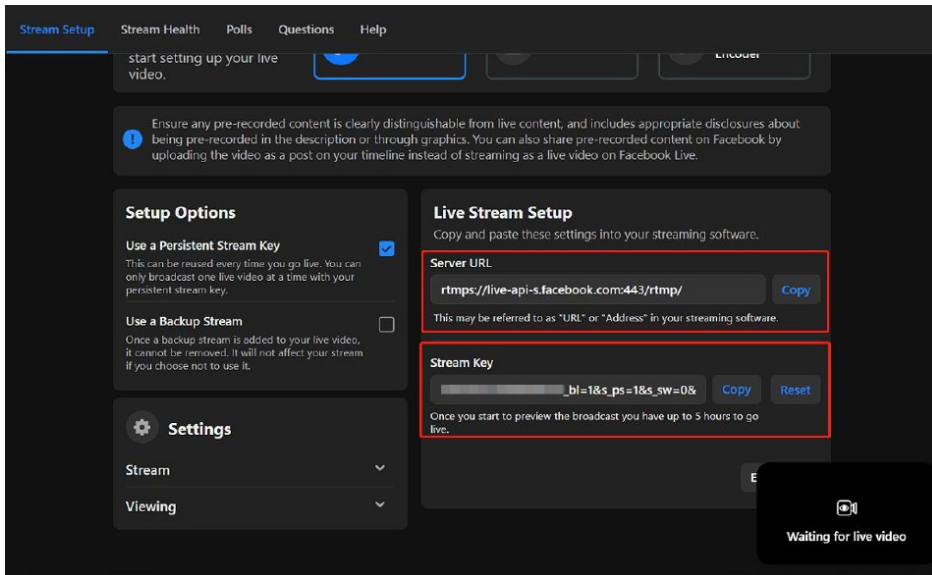 Stream Setup Stream Health Polls Questions Help
start setting up your live
video.
Encoder
Ensure any pre-recorded content is clearly distinguishable from live content, and includes appropriate disclosures about
being pre-recorded in the description or through graphics. You can also share pre-recorded content on Facebook by
uploading the video as a post on your timeline instead of streaming as a live video on Facebook Live.
Setup Options
Use a Persistent Stream Key
This can be reused every time you go live. You can
only broadcast one live video at a time with your
persistent stream key.
Use a Backup Stream
Once a backup stream is added to your live video,
it cannot be removed. It will not affect your stream
if you choose not to use it.
Settings
Stream
Viewing
Live Stream Setup
Copy and paste these settings into your streaming software.
Server URL
rtmps://live-api-s.facebook.com:443/rtmp/ Copy
This may be referred to as "URL" or "Address" in your streaming software.
Stream Key
_bl=1&s_ps=1&s_sw=0& Copy Reset
Once you start to preview the broadcast you have up to 5 hours to go
live.
Waiting for live video